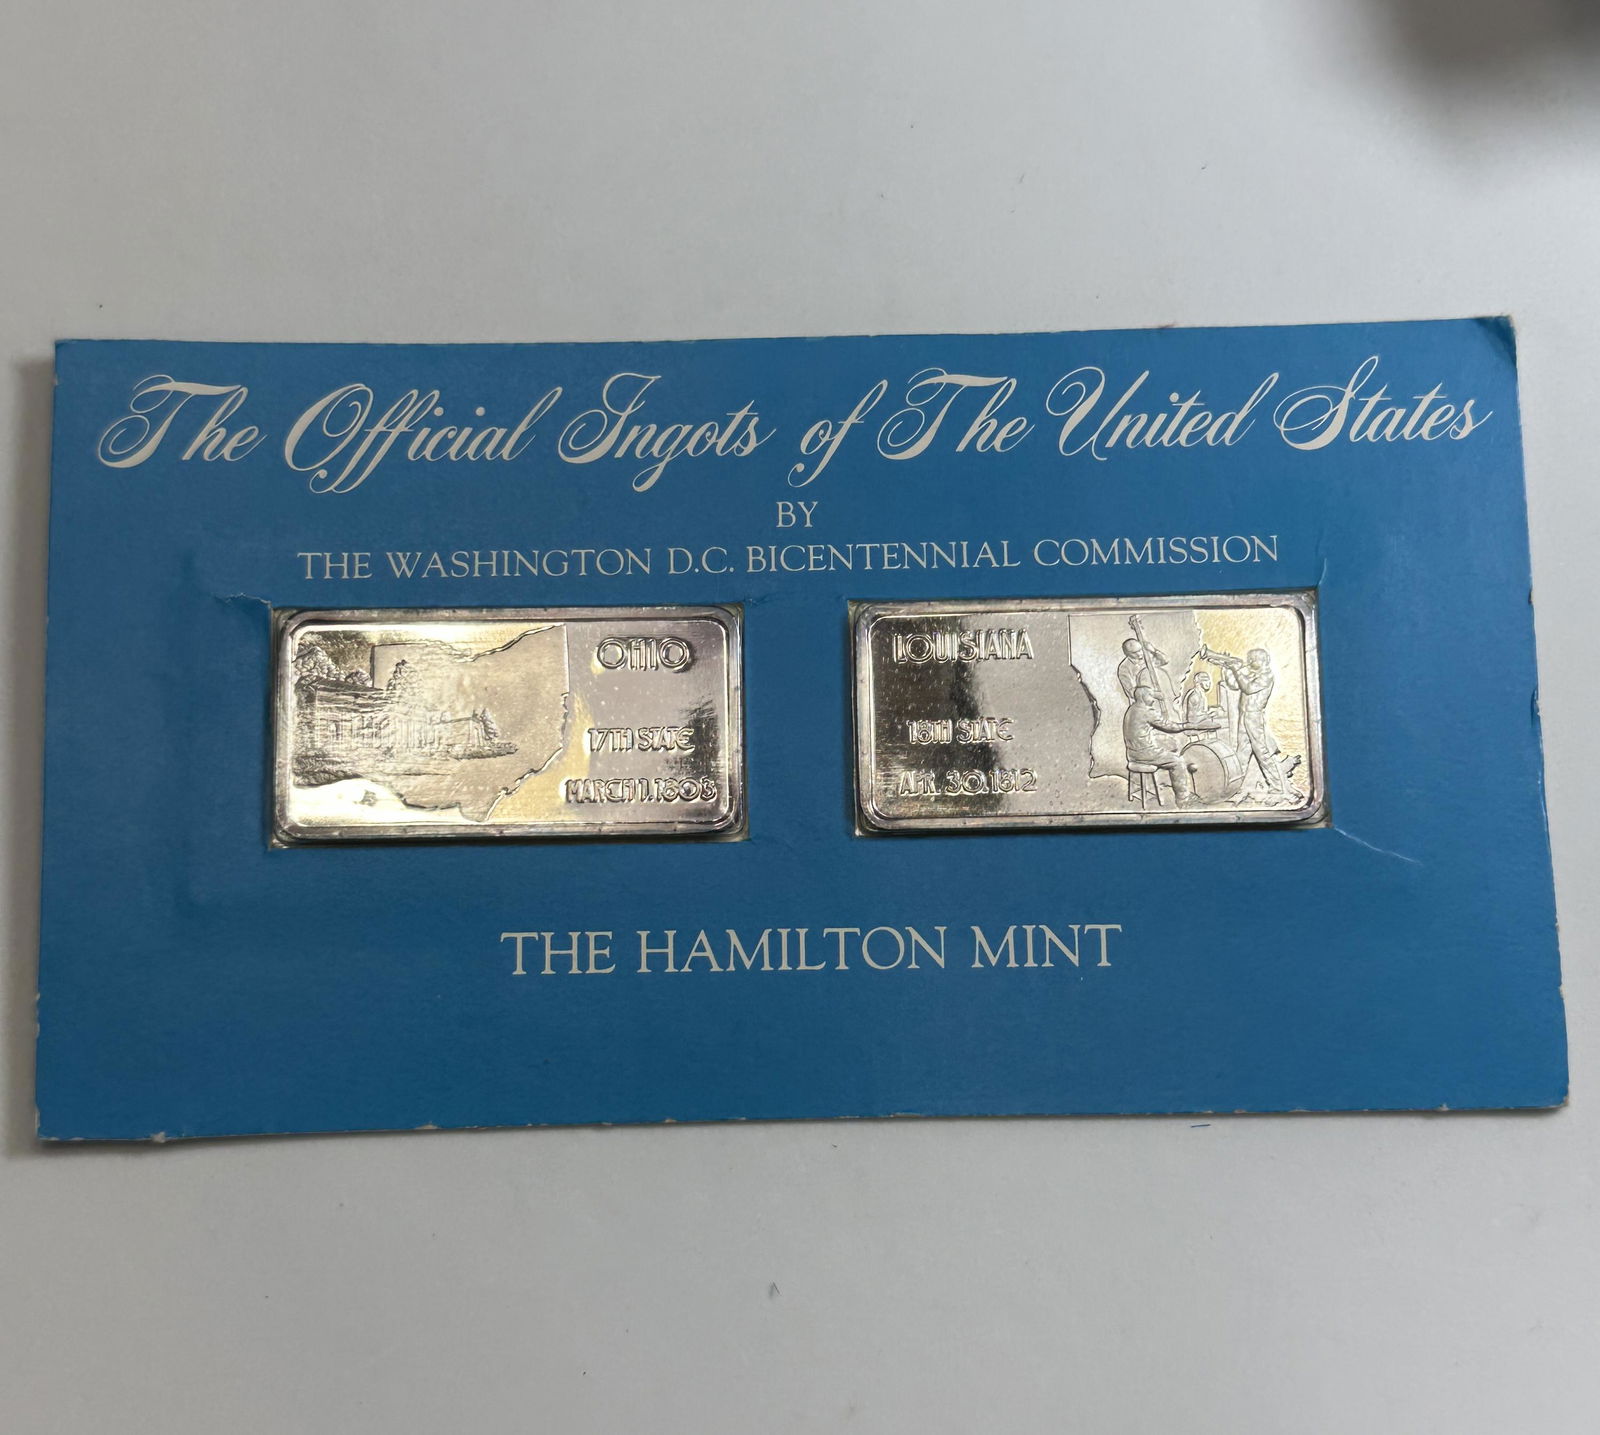 The Official Ingots of The United States
BY
THE WASHINGTON D.C. BICENTENNIAL COMMISSION
OHIO
17TH STATE
MARCH 1, 1803
LOUISIANA
18TH STATE
APR. 30, 1812
THE HAMILTON MINT